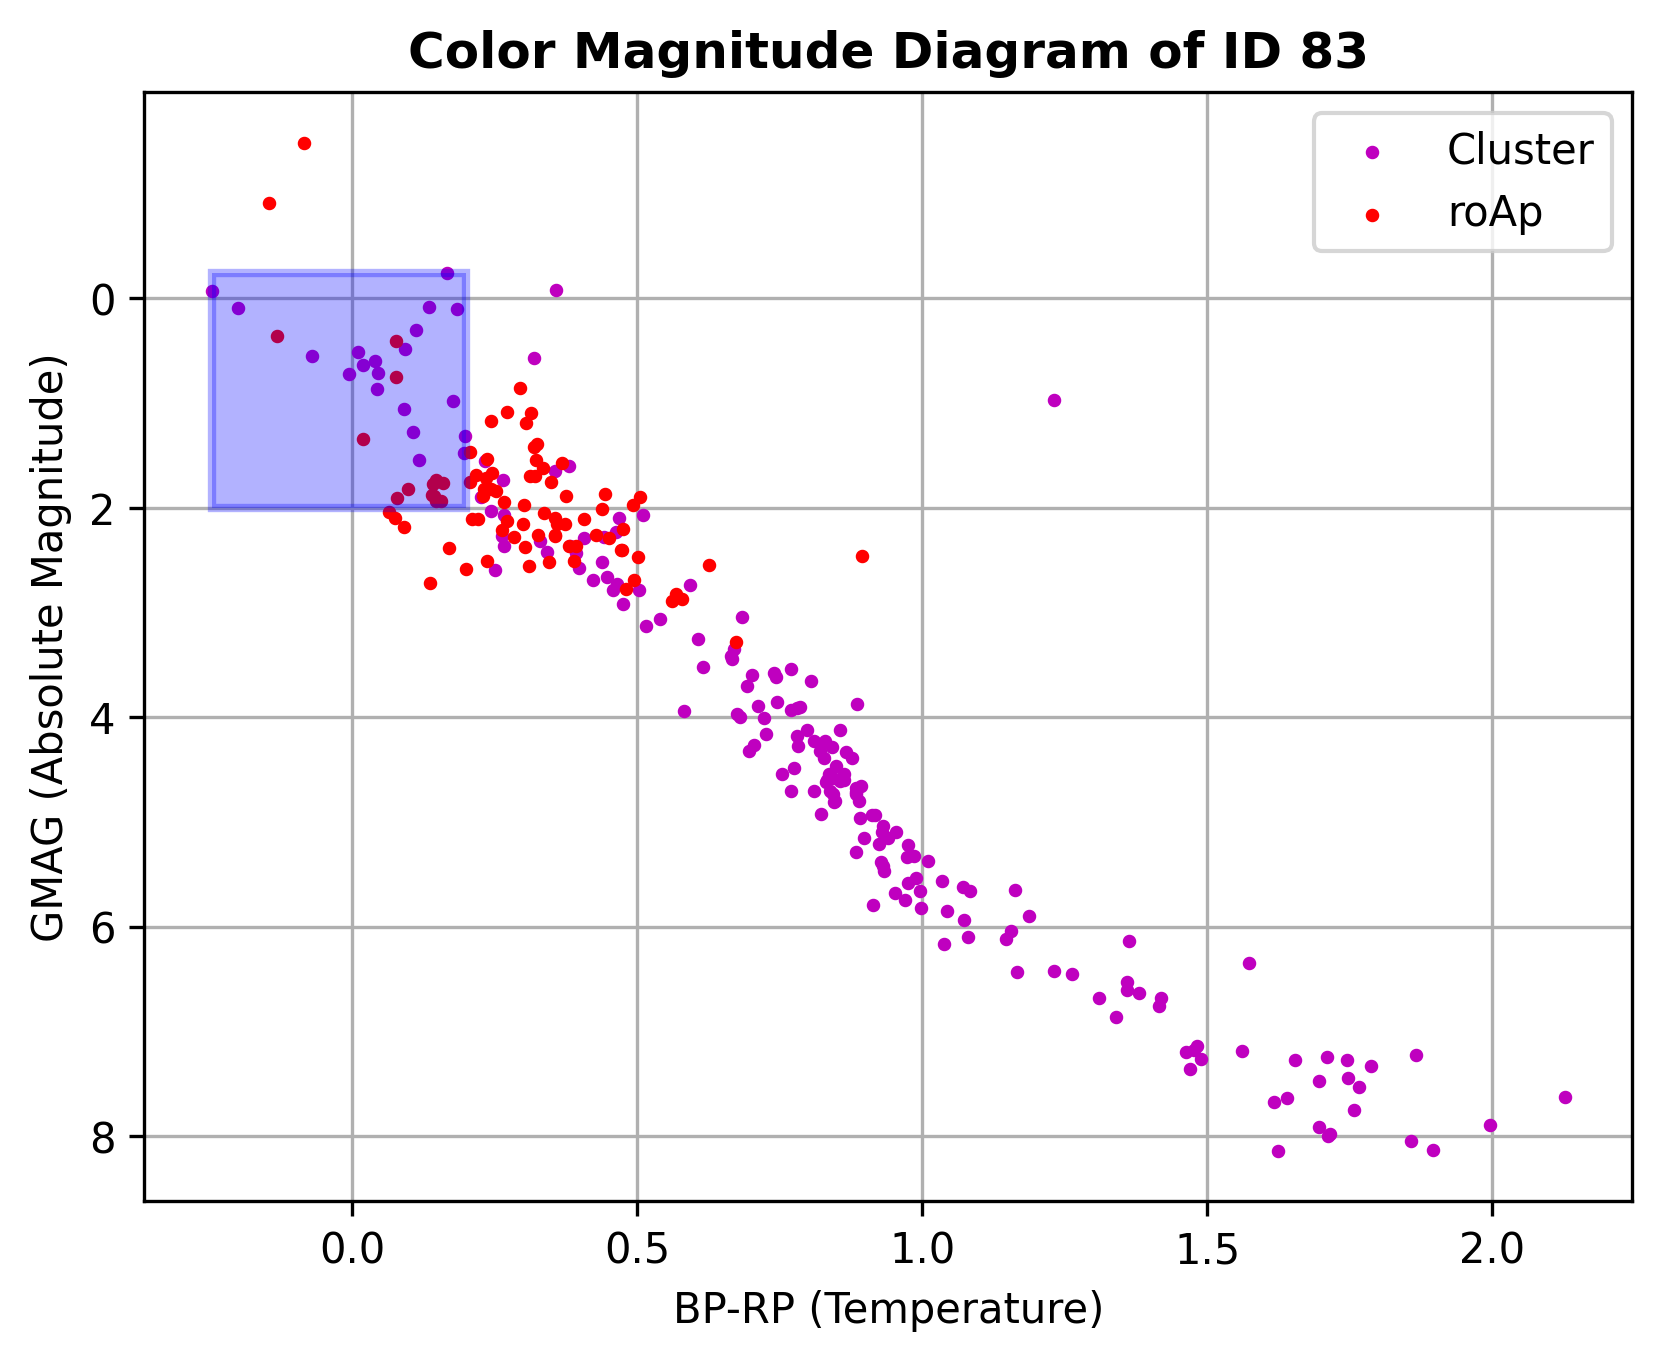 Color Magnitude Diagram of ID 83
Cluster
roAp
0
2
4
6
8
GMAG (Absolute Magnitude)
0.0 0.5 1.0 1.5 2.0
BP-RP (Temperature)